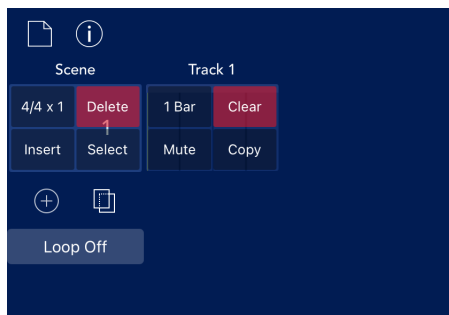 Scene Track 1
4/4 x 1 Delete 1 Bar Clear
1
Insert Select Mute Copy
Loop Off